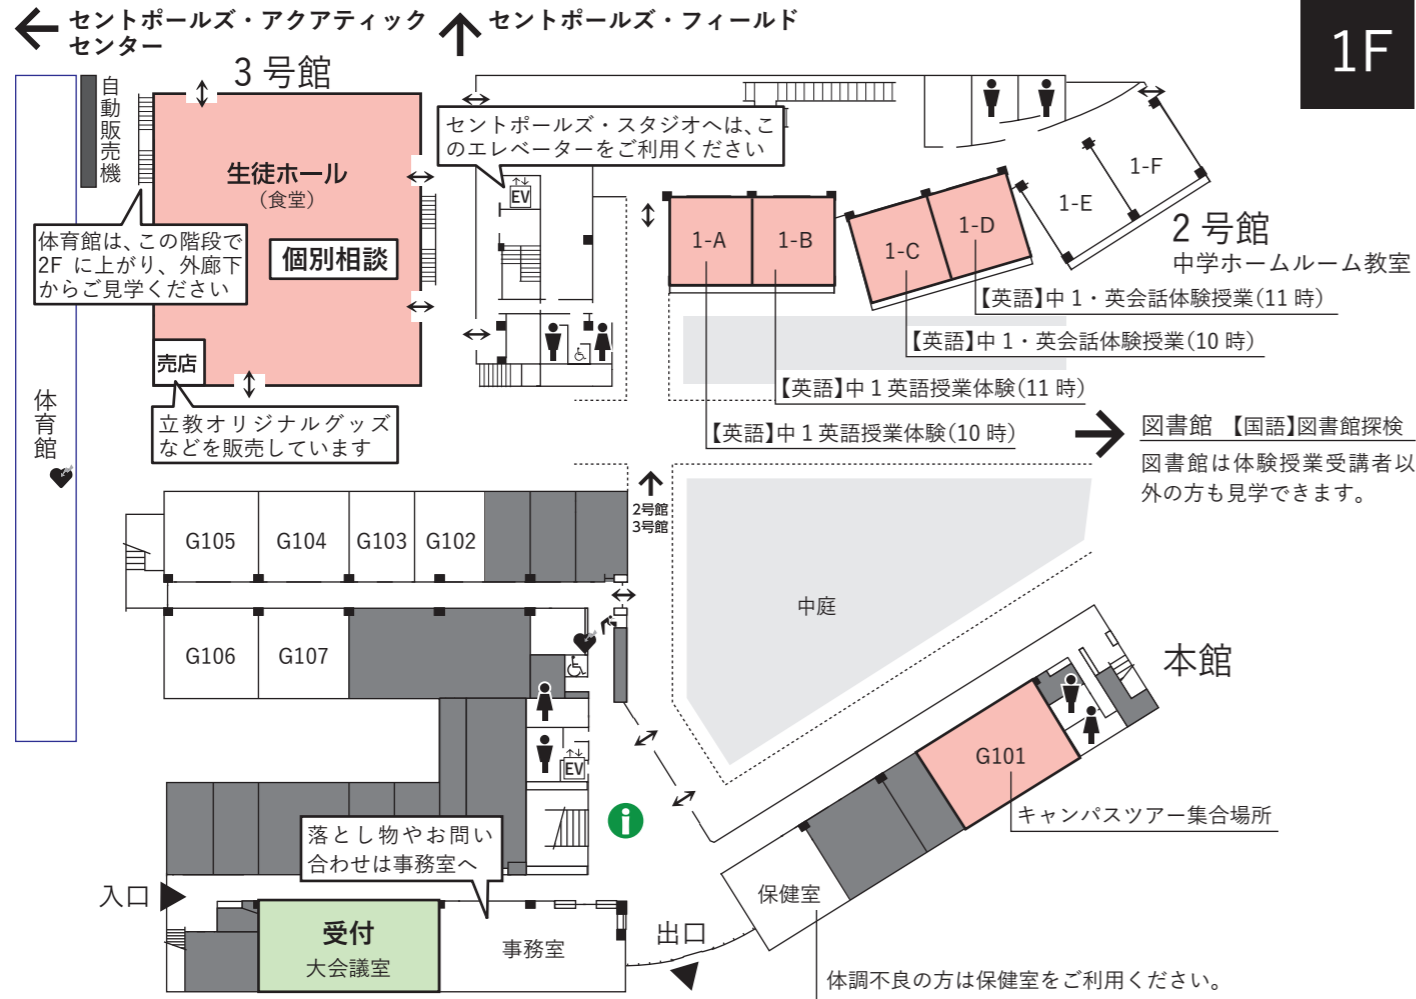 セントポールズ・アクアティック
センター
セントポールズ・フィールド
1F
3号館
自動販売機
生徒ホール
（食堂）
個別相談
体育館は、この階段で
2Fに上がり、外廊下
からご見学ください
売店
立教オリジナルグッズ
などを販売しています
体育館
セントポールズ・スタジオへは、こ
のエレベーターをご利用ください
EV
1-A
1-B
1-C
1-D
1-E
1-F
2号館
中学ホームルーム教室
【英語】中1・英会話体験授業（11時）
【英語】中1・英会話体験授業（10時）
【英語】中1英語授業体験（11時）
【英語】中1英語授業体験（10時）
図書館 【国語】図書館探検
図書館は体験授業受講者以
外の方も見学できます。
2号館
3号館
G105
G104
G103
G102
G106
G107
中庭
本館
EV
G101
キャンパスツアー集合場所
落とし物やお問い
合わせは事務室へ
入口
受付
大会議室
事務室
出口
保健室
体調不良の方は保健室をご利用ください。